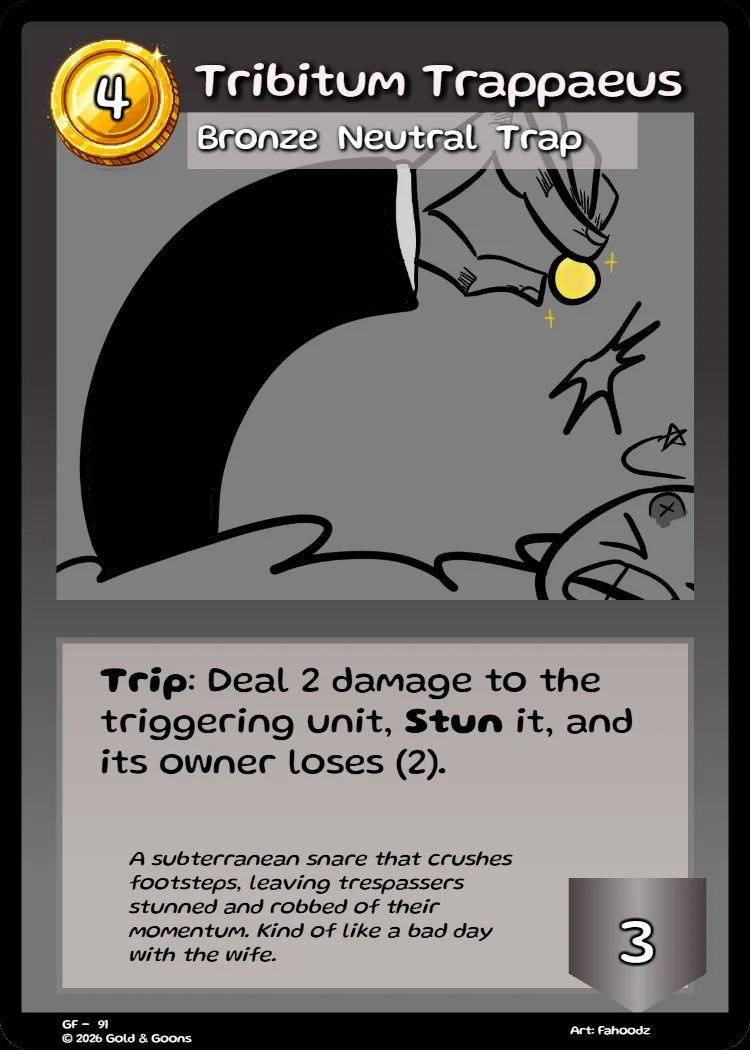 4
Tribitum Trappaeus
Bronze Neutral Trap
Trip: Deal 2 damage to the
triggering unit, Stun it, and
its owner loses (2).
A subterranean snare that crushes
footsteps, leaving trespassers
stunned and robbed of their
momentum. Kind of like a bad day
with the wife.
3
GF - 91
© 2026 Gold & Goons
Art: Fahoodz